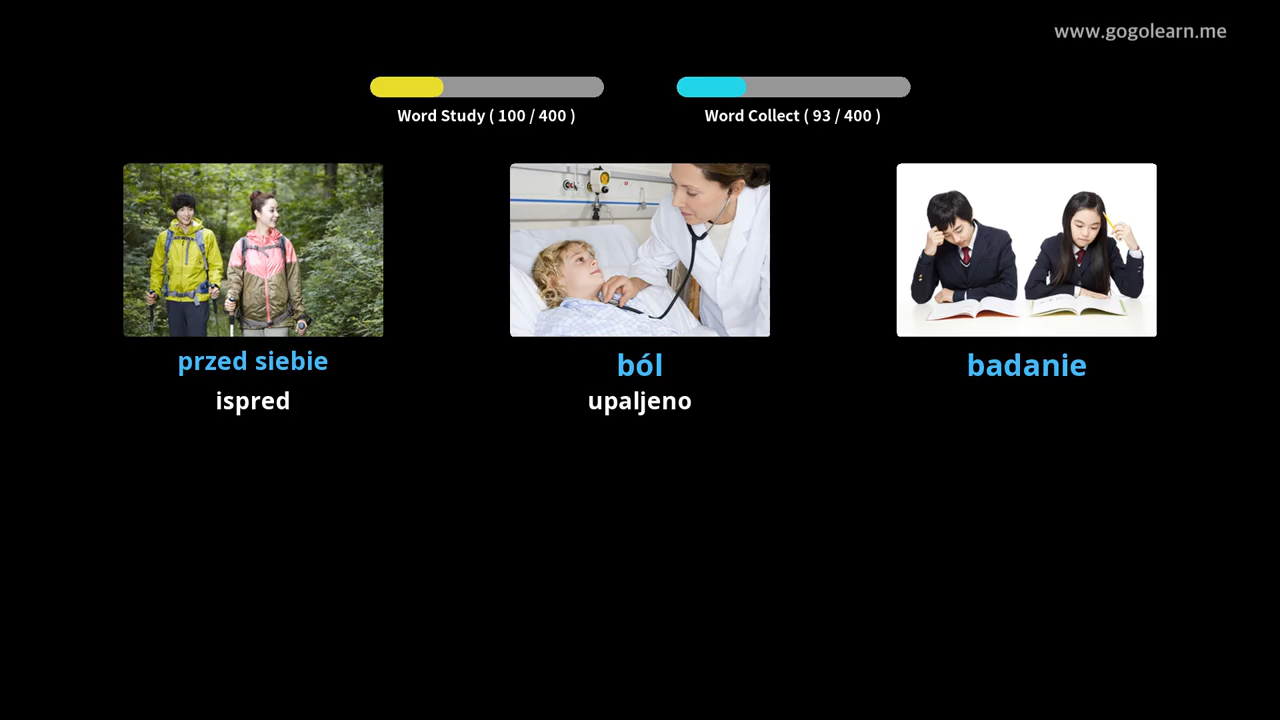 www.gogolearn.me
Word Study ( 100 / 400 )
Word Collect ( 93 / 400 )
przed siebie
ispred
ból
upaljeno
badanie